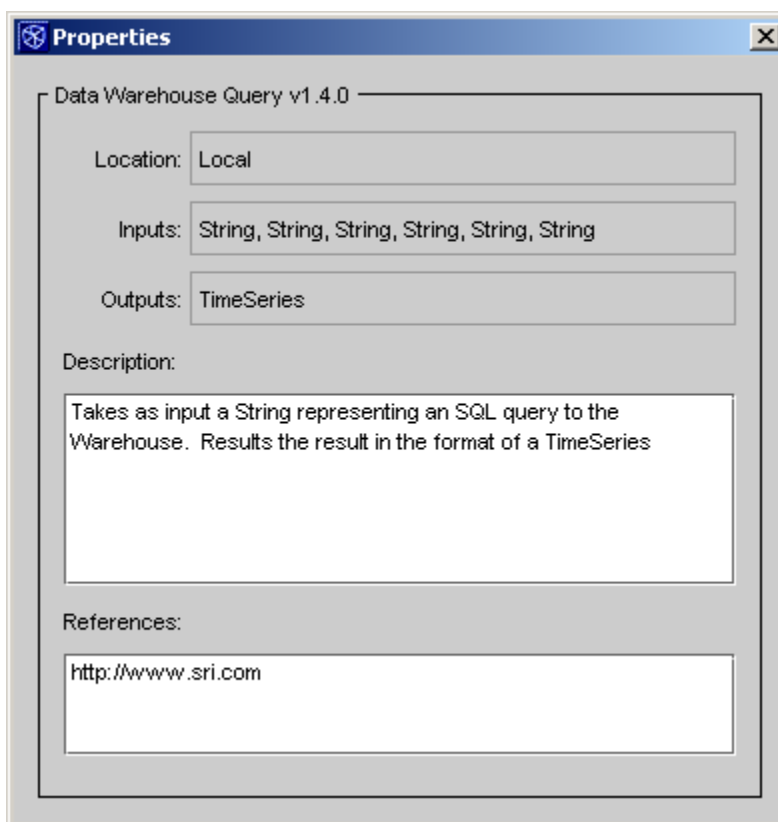 Properties
Data Warehouse Query v1.4.0
Location: Local
Inputs: String, String, String, String, String, String
Outputs: TimeSeries
Description:
Takes as input a String representing an SQL query to the
Warehouse.  Results the result in the format of a TimeSeries
References:
http://www.sri.com